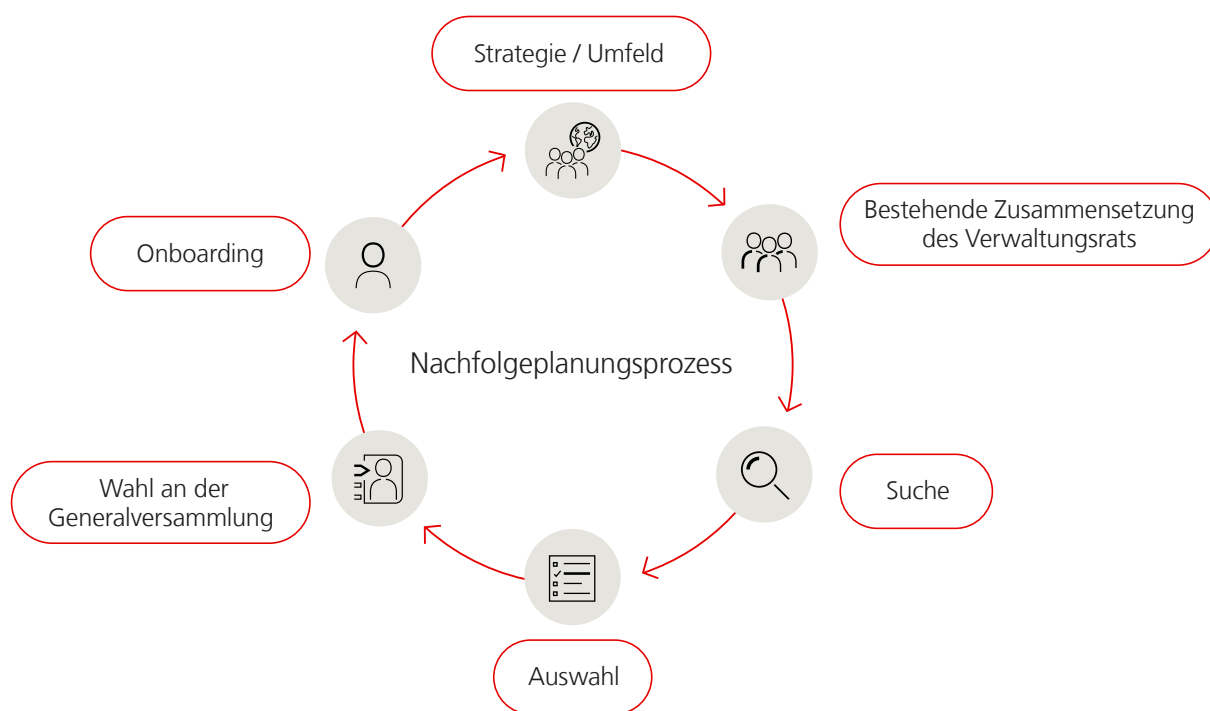 Strategie / Umfeld
Bestehende Zusammensetzung
des Verwaltungsrats
Onboarding
Nachfolgeplanungsprozess
Suche
Wahl an der
Generalversammlung
Auswahl